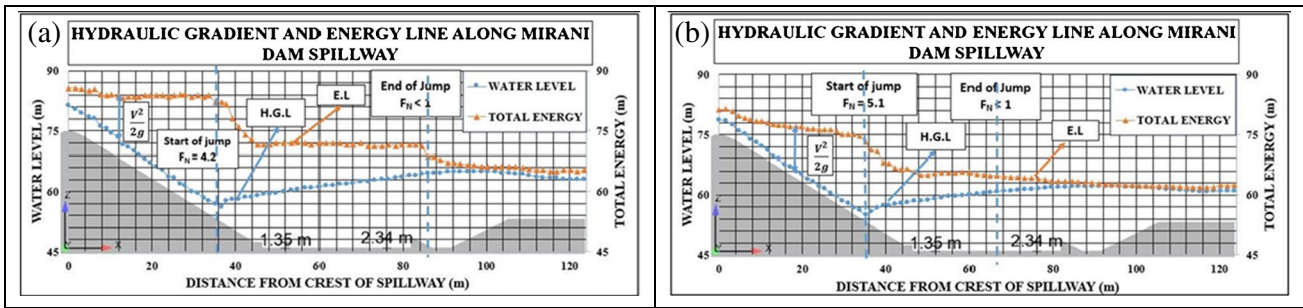 (a)
HYDRAULIC GRADIENT AND ENERGY LINE ALONG MIRANI
DAM SPILLWAY
90
75
60
45
WATER LEVEL (m)
V²
2g
Start of jump
F_N= 4.2
H.G.L
E.L
End of Jump
F_N < 1
WATER LEVEL
TOTAL ENERGY
1.35 m
2.34 m
Z
X
90
75
60
45
TOTAL ENERGY (m)
0 20 40 60 80 100 120
DISTANCE FROM CREST OF SPILLWAY (m)
(b)
HYDRAULIC GRADIENT AND ENERGY LINE ALONG MIRANI
DAM SPILLWAY
90
75
60
45
WATER LEVEL (m)
V²
2g
Start of jump
F_N= 5.1
H.G.L
End of Jump
F_N < 1
E.L
WATER LEVEL
TOTAL ENERGY
1.35 m
2.34 m
Z
X
90
75
60
45
TOTAL ENERGY (m)
0 20 40 60 80 100 120
DISTANCE FROM CREST OF SPILLWAY (m)